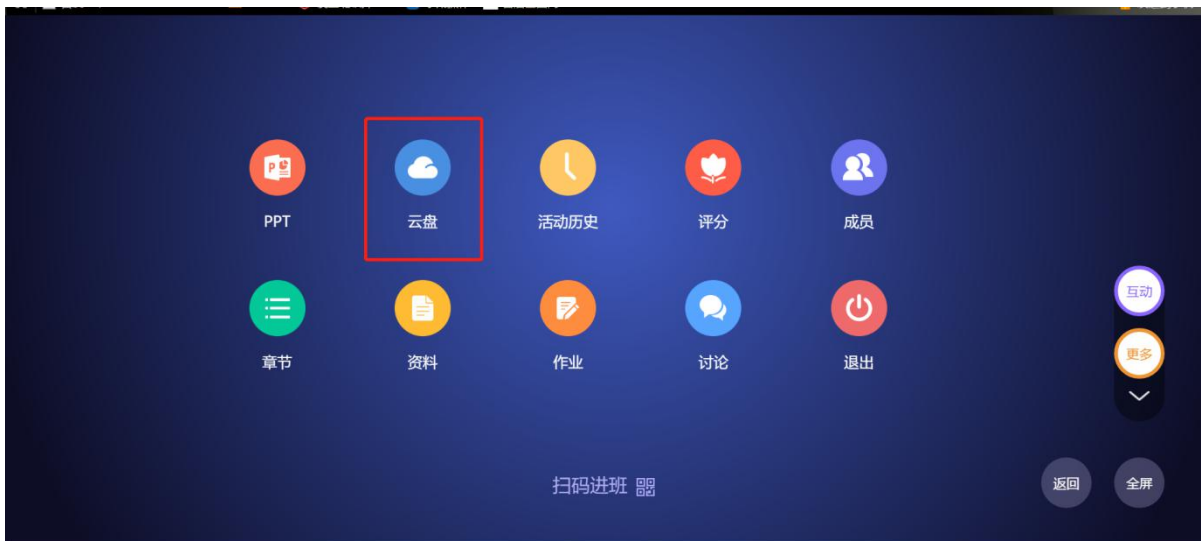 PPT
云盘
活动历史
评分
成员
章节
资料
作业
讨论
退出
互动
更多
扫码进班
返回
全屏